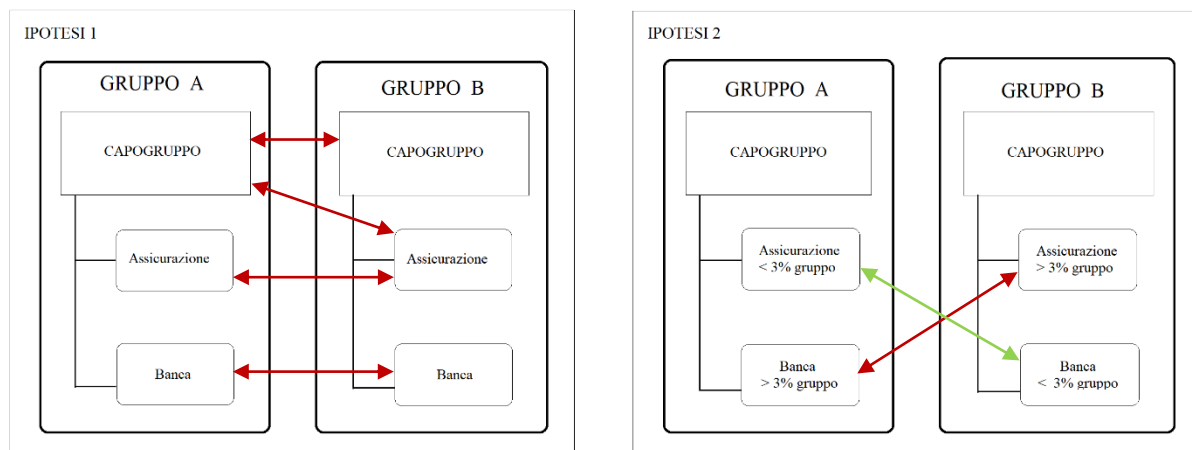 IPOTESI 1
GRUPPO A
GRUPPO B
CAPOGRUPPO
CAPOGRUPPO
Assicurazione
Assicurazione
Banca
Banca
IPOTESI 2
GRUPPO A
GRUPPO B
CAPOGRUPPO
CAPOGRUPPO
Assicurazione
< 3% gruppo
Assicurazione
> 3% gruppo
Banca
> 3% gruppo
Banca
< 3% gruppo